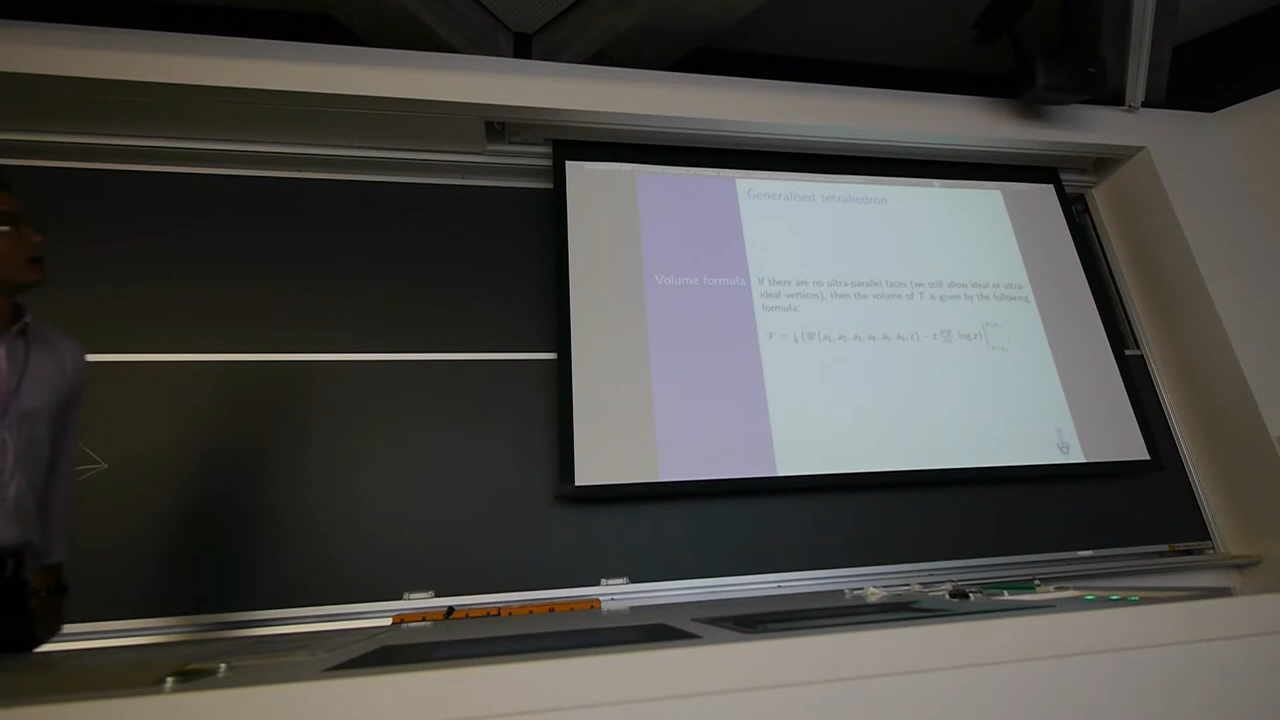 Generalised tetrahedron
Volume formula
If there are no ultra-parallel faces (we still allow ideal or ultra-
ideal vertices), then the volume of T is given by the following
formula: